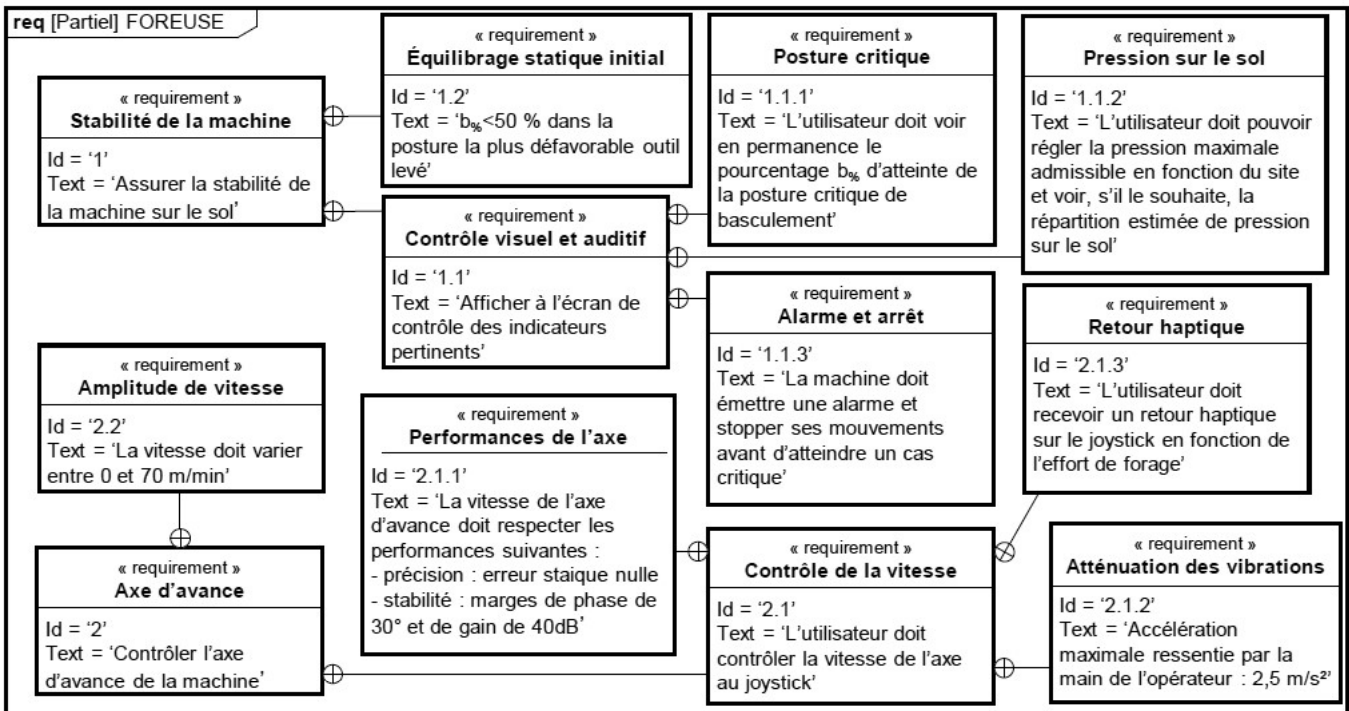 req [Partiel] FOREUSE
« requirement »
Stabilité de la machine
Id = ‘1’
Text = ‘Assurer la stabilité de
la machine sur le sol’
« requirement »
Équilibrage statique initial
Id = ‘1.2’
Text = ‘b%<50 % dans la
posture la plus défavorable outil
levé’
« requirement »
Posture critique
Id = ‘1.1.1’
Text = ‘L’utilisateur doit voir
en permanence le
pourcentage b% d’atteinte de
la posture critique de
basculement’
« requirement »
Pression sur le sol
Id = ‘1.1.2’
Text = ‘L’utilisateur doit pouvoir
régler la pression maximale
admissible en fonction du site
et voir, s’il le souhaite, la
répartition estimée de pression
sur le sol’
« requirement »
Contrôle visuel et auditif
Id = ‘1.1’
Text = ‘Afficher à l’écran de
contrôle des indicateurs
pertinents’
« requirement »
Alarme et arrêt
Id = ‘1.1.3’
Text = ‘La machine doit
émettre une alarme et
stopper ses mouvements
avant d’atteindre un cas
critique’
« requirement »
Retour haptique
Id = ‘2.1.3’
Text = ‘L’utilisateur doit
recevoir un retour haptique
sur le joystick en fonction de
l’effort de forage’
« requirement »
Amplitude de vitesse
Id = ‘2.2’
Text = ‘La vitesse doit varier
entre 0 et 70 m/min’
« requirement »
Performances de l’axe
Id = ‘2.1.1’
Text = ‘La vitesse de l’axe
d’avance doit respecter les
performances suivantes :
- précision : erreur staique nulle
- stabilité : marges de phase de
30° et de gain de 40dB’
« requirement »
Axe d’avance
Id = ‘2’
Text = ‘Contrôler l’axe
d’avance de la machine’
« requirement »
Contrôle de la vitesse
Id = ‘2.1’
Text = ‘L’utilisateur doit
contrôler la vitesse de l’axe
au joystick’
« requirement »
Atténuation des vibrations
Id = ‘2.1.2’
Text = ‘Accélération
maximale ressentie par la
main de l’opérateur : 2,5 m/s²’